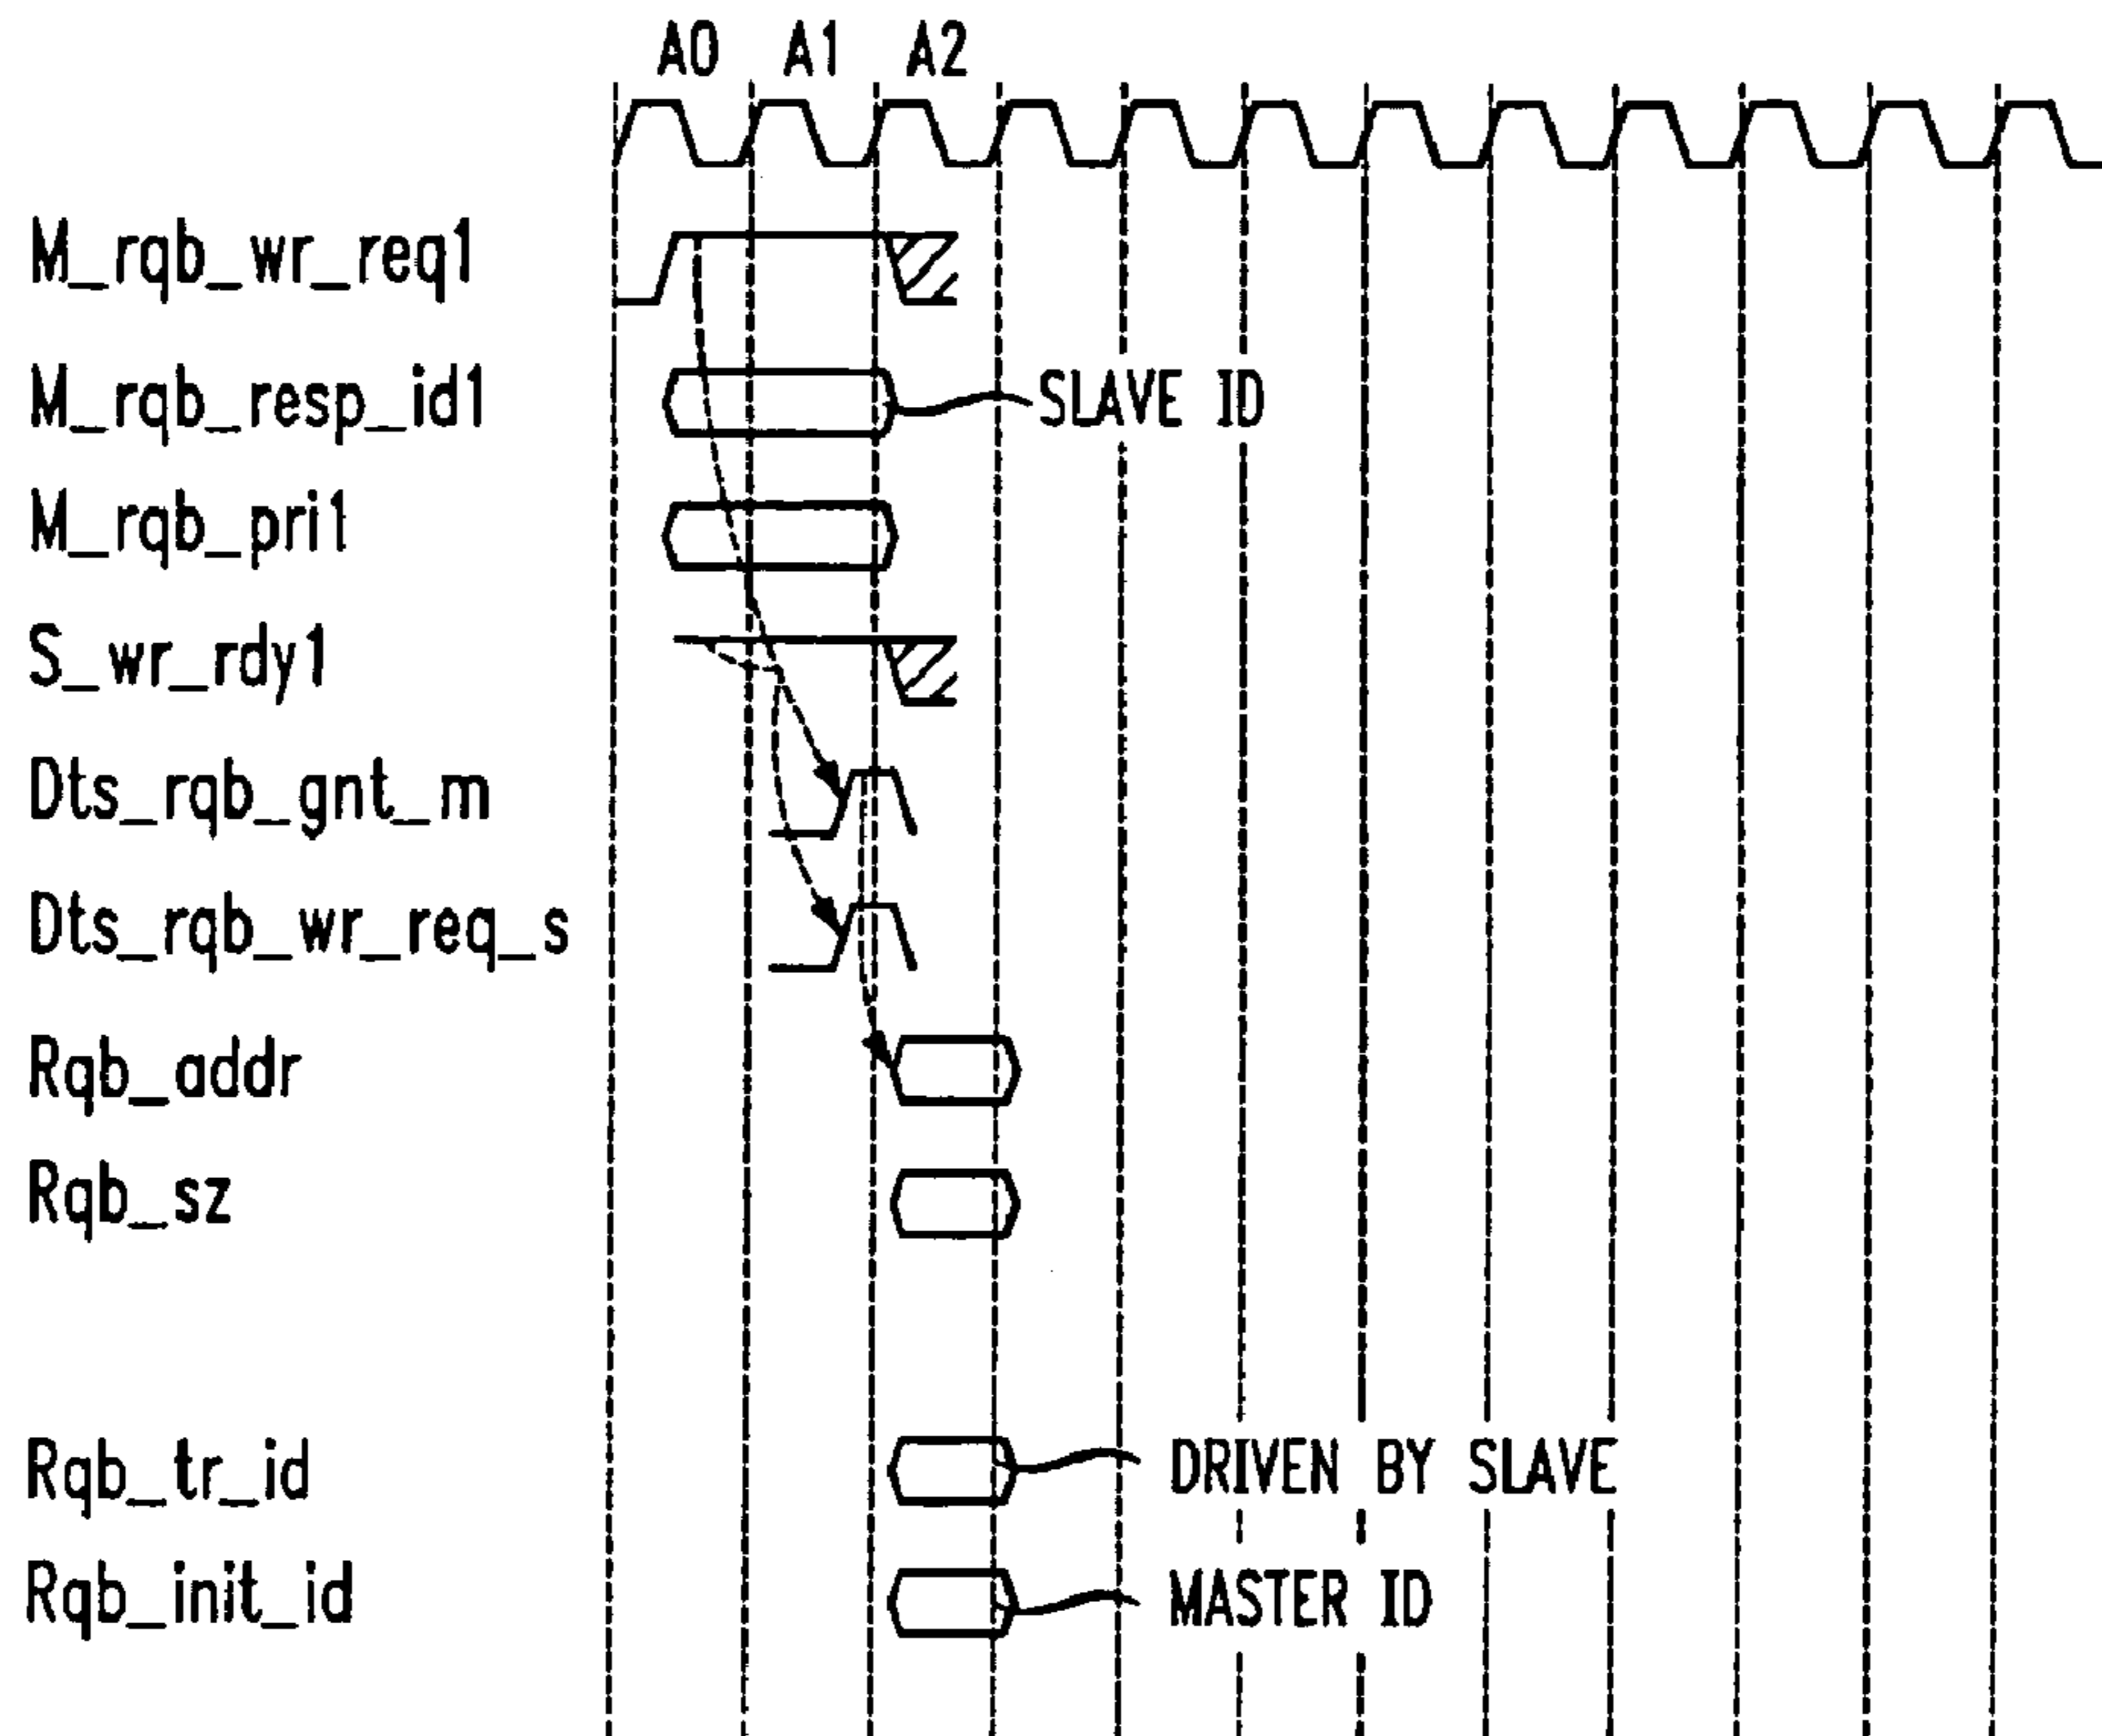 A0 A1 A2
M_rqb_wr_req1
M_rqb_resp_id1
SLAVE ID
M_rqb_pri1
S_wr_rdy1
Dts_rqb_gnt_m
Dts_rqb_wr_req_s
Rqb_addr
Rqb_sz
Rqb_tr_id
DRIVEN BY SLAVE
Rqb_init_id
MASTER ID